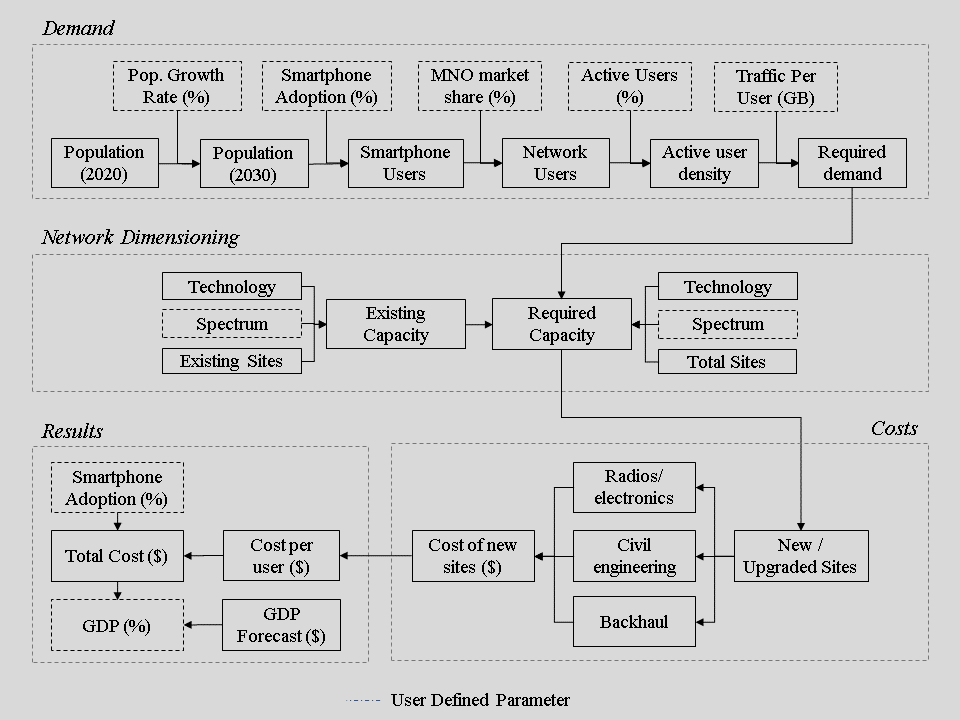 Demand
Pop. Growth
Rate (%)
Smartphone
Adoption (%)
MNO market
share (%)
Active Users
(%)
Traffic Per
User (GB)
Population
(2020)
Population
(2030)
Smartphone
Users
Network
Users
Active user
density
Required
demand
Network Dimensioning
Technology
Spectrum
Existing Sites
Existing
Capacity
Required
Capacity
Technology
Spectrum
Total Sites
Results
Smartphone
Adoption (%)
Total Cost ($)
Cost per
user ($)
GDP (%)
GDP
Forecast ($)
Costs
Cost of new
sites ($)
Radios/
electronics
Civil
engineering
Backhaul
New /
Upgraded Sites
User Defined Parameter